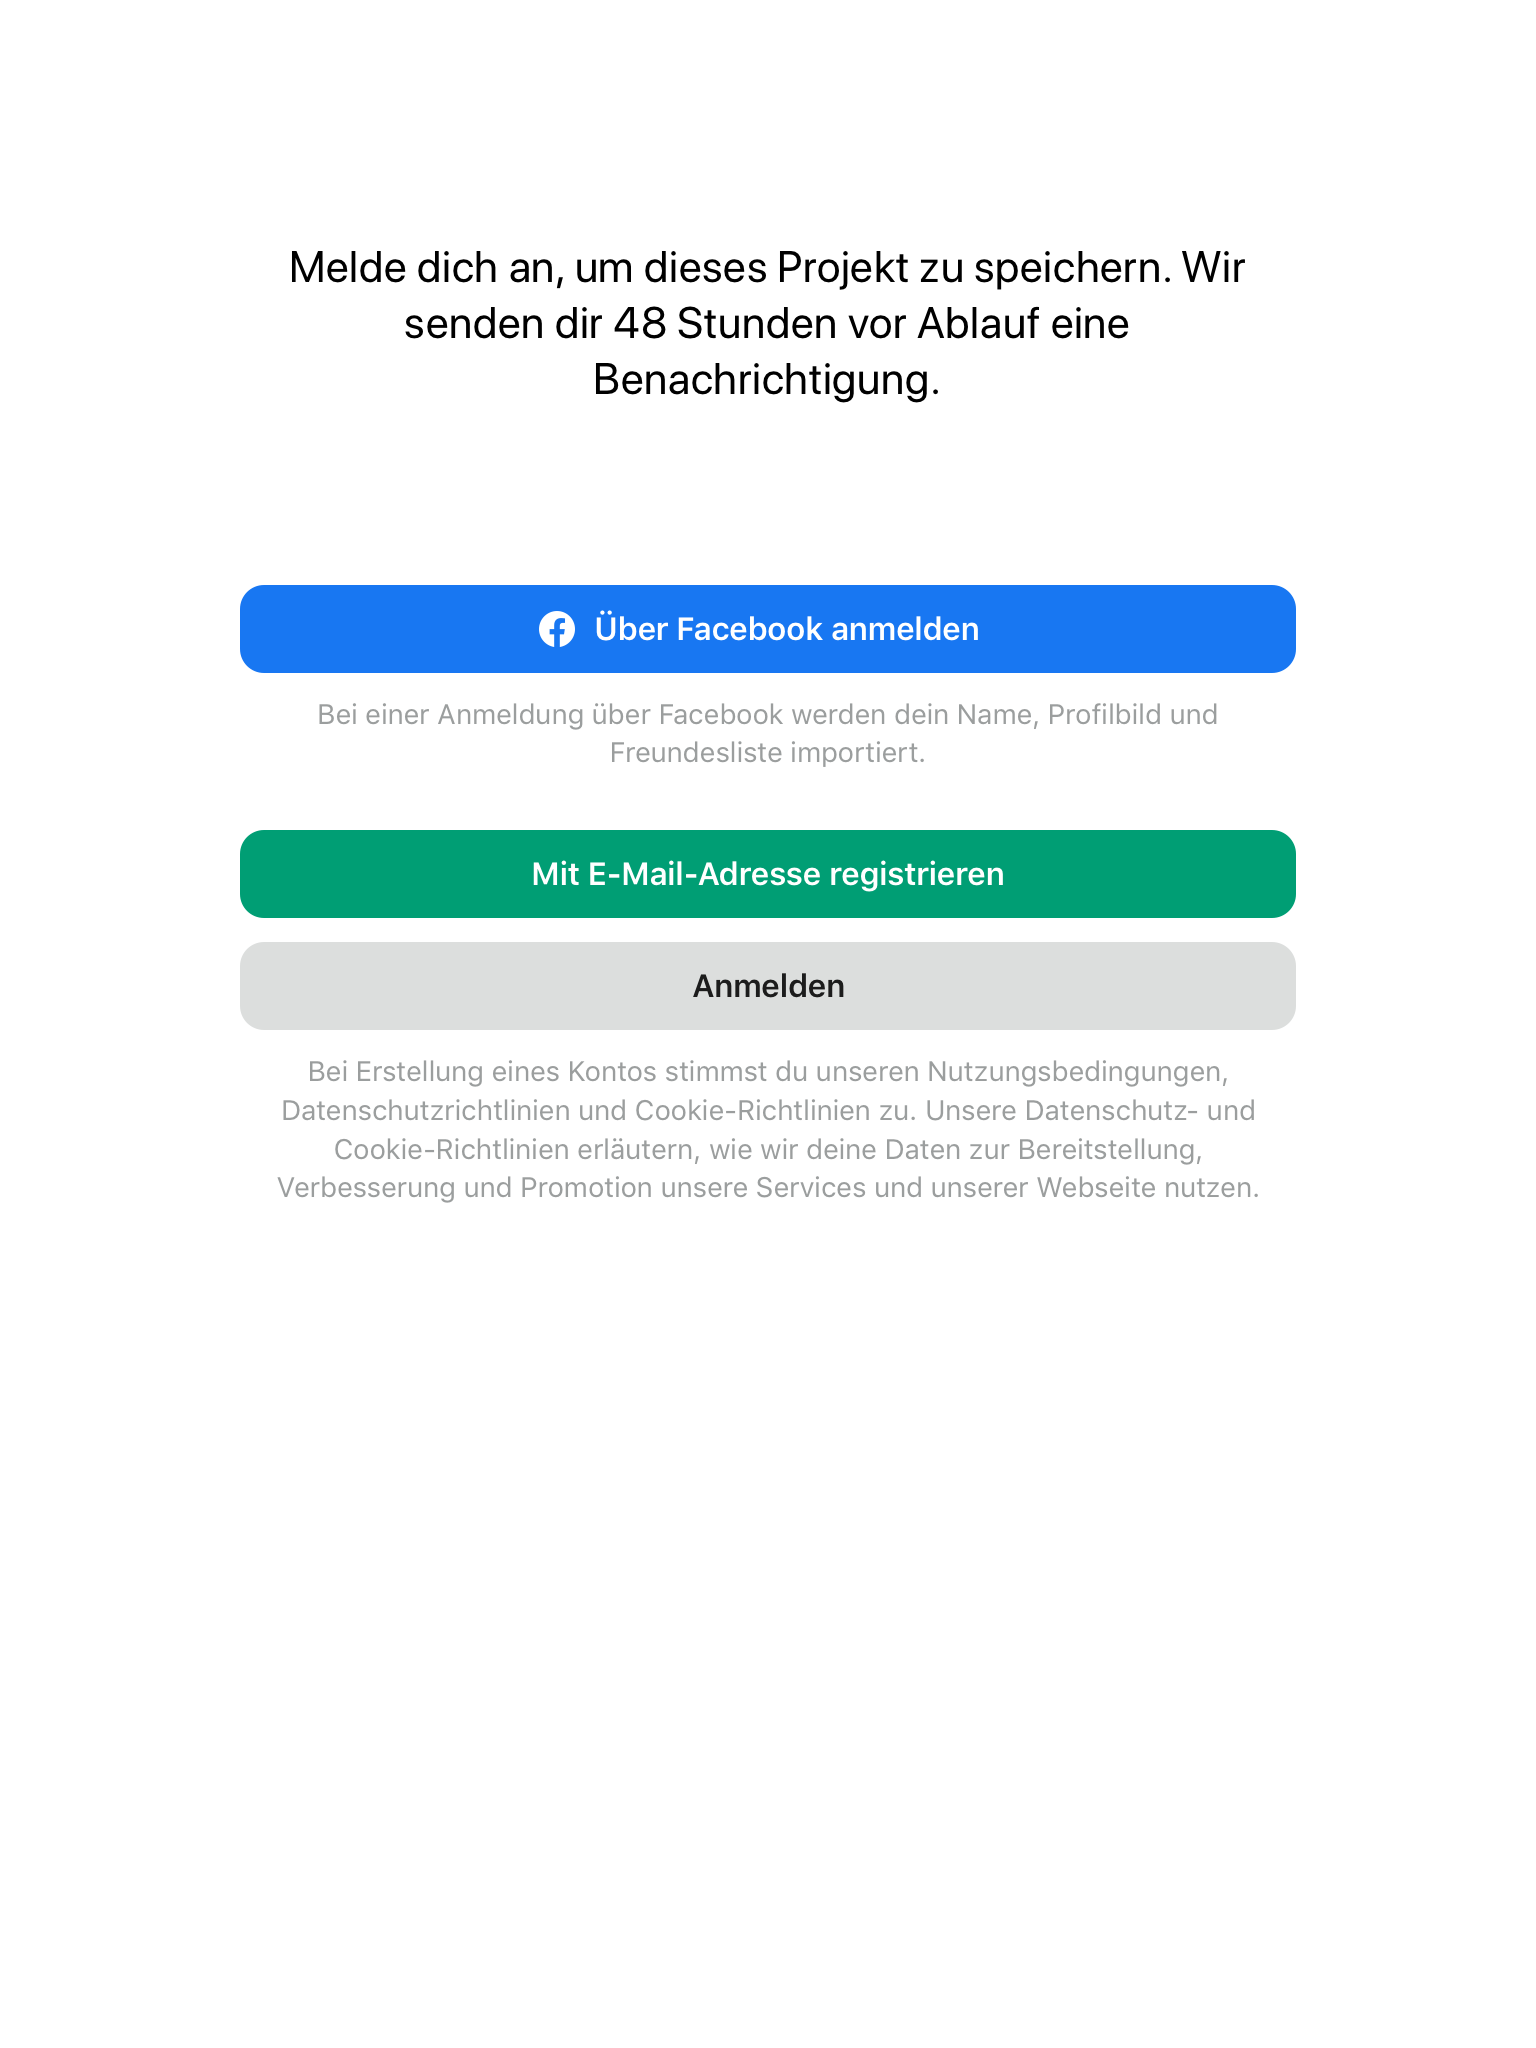 Melde dich an, um dieses Projekt zu speichern. Wir
senden dir 48 Stunden vor Ablauf eine
Benachrichtigung.
Über Facebook anmelden
Bei einer Anmeldung über Facebook werden dein Name, Profilbild und
Freundesliste importiert.
Mit E-Mail-Adresse registrieren
Anmelden
Bei Erstellung eines Kontos stimmst du unseren Nutzungsbedingungen,
Datenschutzrichtlinien und Cookie-Richtlinien zu. Unsere Datenschutz- und
Cookie-Richtlinien erläutern, wie wir deine Daten zur Bereitstellung,
Verbesserung und Promotion unsere Services und unserer Webseite nutzen.